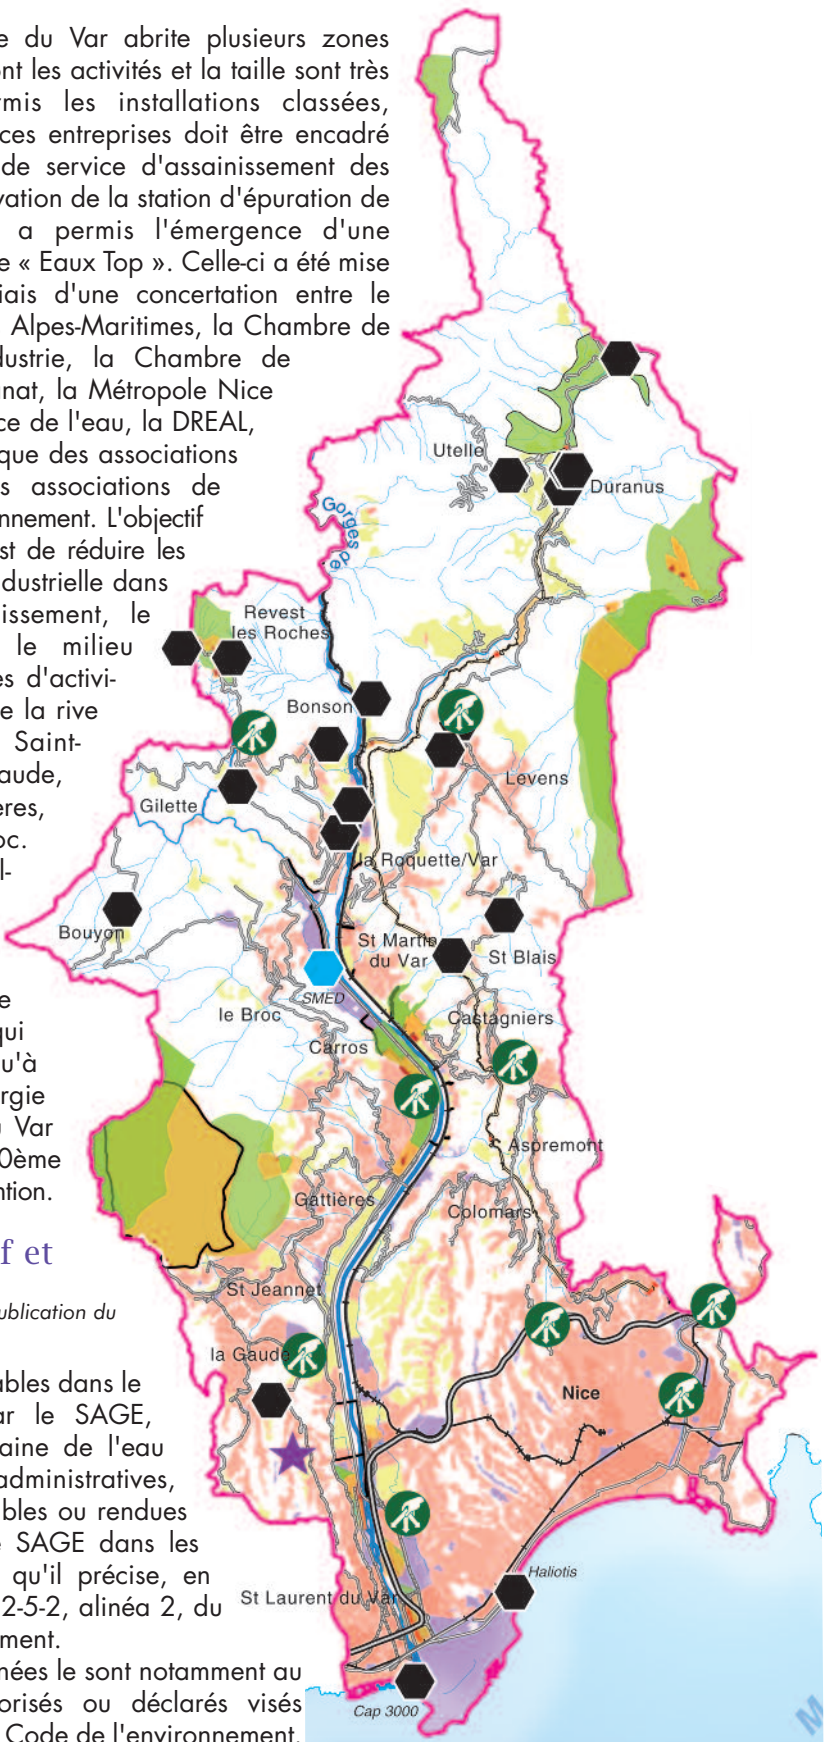 e du Var abrite plusieurs zones
ont les activités et la taille sont très
rmis les installations classées,
ces entreprises doit être encadré
de service d'assainissement des
vation de la station d'épuration de
a permis l'émergence d'une
e « Eaux Top ». Celle-ci a été mise
iais d'une concertation entre le
Alpes-Maritimes, la Chambre de
dustrie, la Chambre de
nat, la Métropole Nice
ce de l'eau, la DREAL,
que des associations
s associations de
onnement. L'objectif
est de réduire les
ndustrielle dans
issement, le
le milieu
es d'activi-
e la rive
Saint-
aude,
ères,
oc.
l-
e
qui
u'à
rgie
u Var
0ème
ntion.
f et
ublication du
ables dans le
ar le SAGE,
aine de l'eau
administratives,
bles ou rendues
e SAGE dans les
qu'il précise, en
2-5-2, alinéa 2, du
ment.
nées le sont notamment au
orisés ou déclarés visés
Code de l'environnement.
Utelle
Duranus
Gorges de
Revest
les Roches
Bonson
Levens
Gilette
la Roquette/Var
Bouyon
St Martin
du Var
St Blais
SMED
le Broc
Castagniers
Carros
Aspremont
Gattières
Colomars
St Jeannet
la Gaude
Nice
Haliotis
St Laurent du Var
Cap 3000
M